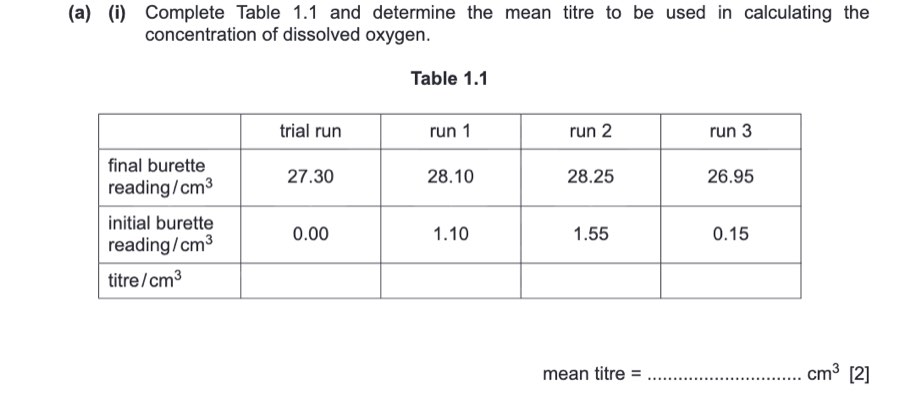 (a) (i) Complete Table 1.1 and determine the mean titre to be used in calculating the
concentration of dissolved oxygen.
Table 1.1
trial run run 1 run 2 run 3
final burette
reading/cm³ 27.30 28.10 28.25 26.95
initial burette
reading/cm³ 0.00 1.10 1.55 0.15
titre/cm³
mean titre = .............................. cm³ [2]